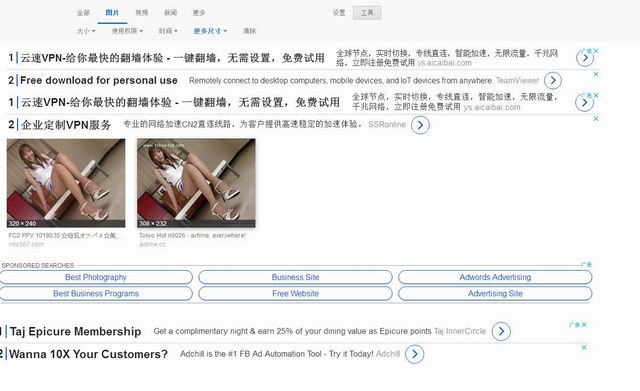 全部 图片 视频 新闻 更多 设置 工具
大小 使用权限 时间 更多尺寸 清除
1 云速VPN-给你最快的翻墙体验 - 一键翻墙，无需设置，免费试用 全球节点，实时切换，专线直连，智能加速，无限流量，千兆网
络，立即注册免费试用 ys.aicaibai.com 广告
2 Free download for personal use Remotely connect to desktop computers, mobile devices, and IoT devices from anywhere. TeamViewer
1 云速VPN-给你最快的翻墙体验 - 一键翻墙，无需设置，免费试用 全球节点，实时切换，专线直连，智能加速，无限流量，
千兆网络，立即注册免费试用 ys.aicaibai.com 广告
2 企业定制VPN服务 专业的网络加速CN2直连线路，为客户提供高速稳定的加速体验。 SSRonline
www.tokyo-hot.com
320 × 240 308 × 232
FC2 PPV 1019035 Tokyo Hot n0026 - avtime, everywhere!
mta567.com avtime.cc
SPONSORED SEARCHES 广告
Best Photography Business Site Adwords Advertising
Best Business Programs Free Website Advertising Site
1 Taj Epicure Membership Get a complimentary night & earn 25% of your dining value as Epicure points Taj InnerCircle 广告
2 Wanna 10X Your Customers? Adchill is the #1 FB Ad Automation Tool - Try it Today! Adchill